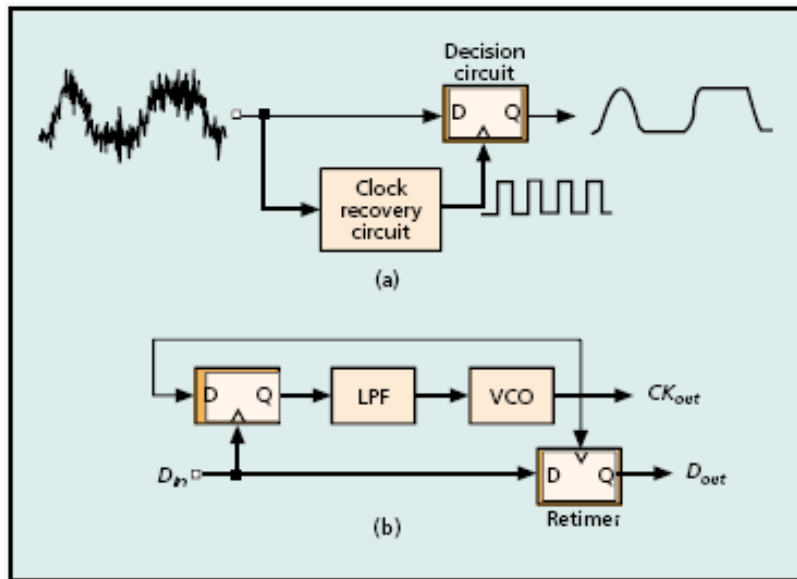 Decision
circuit
D Q
Clock
recovery
circuit
(a)
D Q
LPF
VCO
CKout
Din
D Q
Dout
Retimer
(b)